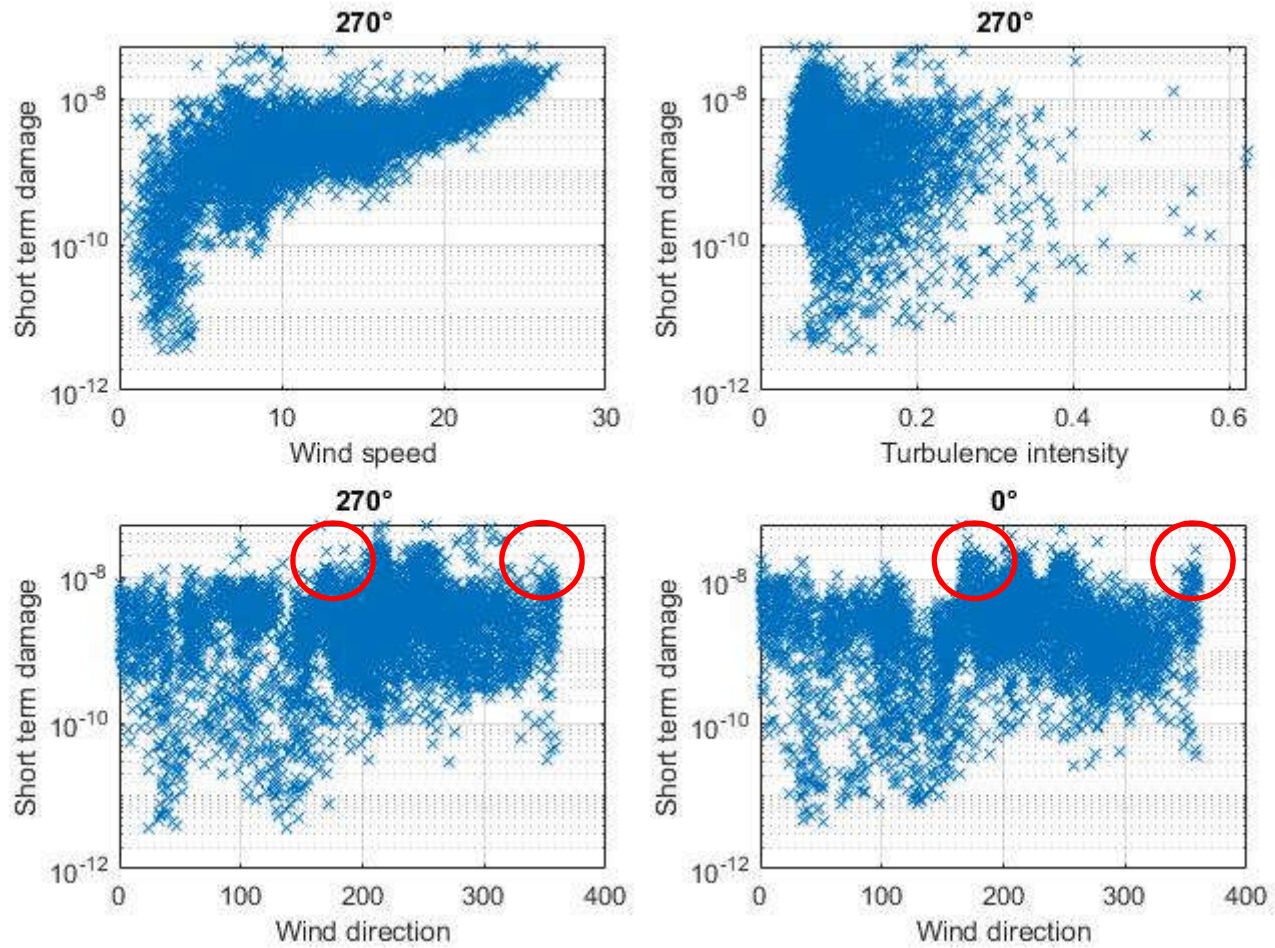 270°
Short term damage
10-8
10-10
10-12
0 10 20 30
Wind speed
270°
Short term damage
10-8
10-10
10-12
0 0.2 0.4 0.6
Turbulence intensity
270°
Short term damage
10-8
10-10
10-12
0 100 200 300 400
Wind direction
0°
Short term damage
10-8
10-10
10-12
0 100 200 300 400
Wind direction